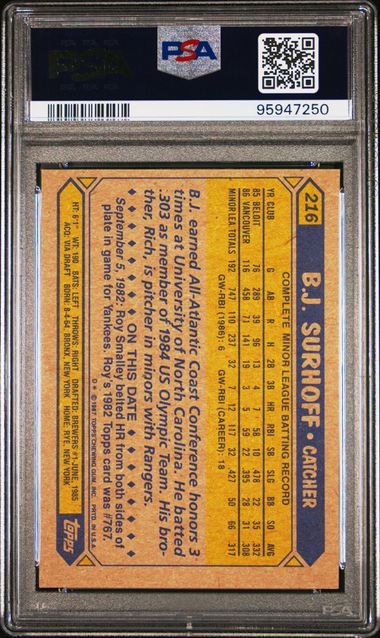 PSA
PSA
95947250
216 B.J. SURHOFF • CATCHER
COMPLETE MINOR LEAGUE BATTING RECORD
YR CLUB G AB R H 2B 3B HR RBI SB SLG BB SO AVG
85 BELOIT 76 289 39 96 13 4 7 58 10 .478 22 35 .332
86 VANCOUVER 116 458 71 141 19 3 5 59 22 .395 28 31 .308
MINOR LEA. TOTALS 192 747 110 237 32 7 12 117 32 .427 50 66 .317
GW-RBI (1986): 6 GW-RBI (CAREER): 18
B.J. earned All-Atlantic Coast Conference honors 3
times at University of North Carolina. He batted
.303 as member of 1984 US Olympic Team. His bro-
ther, Rich, is pitcher in minors with Rangers.
ON THIS DATE
September 5, 1982: Roy Smalley belted HR from both sides of
plate in game for Yankees. Roy's 1982 Topps card was #767.
HT: 6'1" WT: 190 BATS: LEFT THROWS: RIGHT DRAFTED: BREWERS #1-JUNE, 1985
ACQ: VIA DRAFT BORN: 8-4-64, BRONX, NEW YORK HOME: RYE, NEW YORK
© 1987 TOPPS CHEWING GUM, INC. PRTD. IN U.S.A.
Topps
PSA